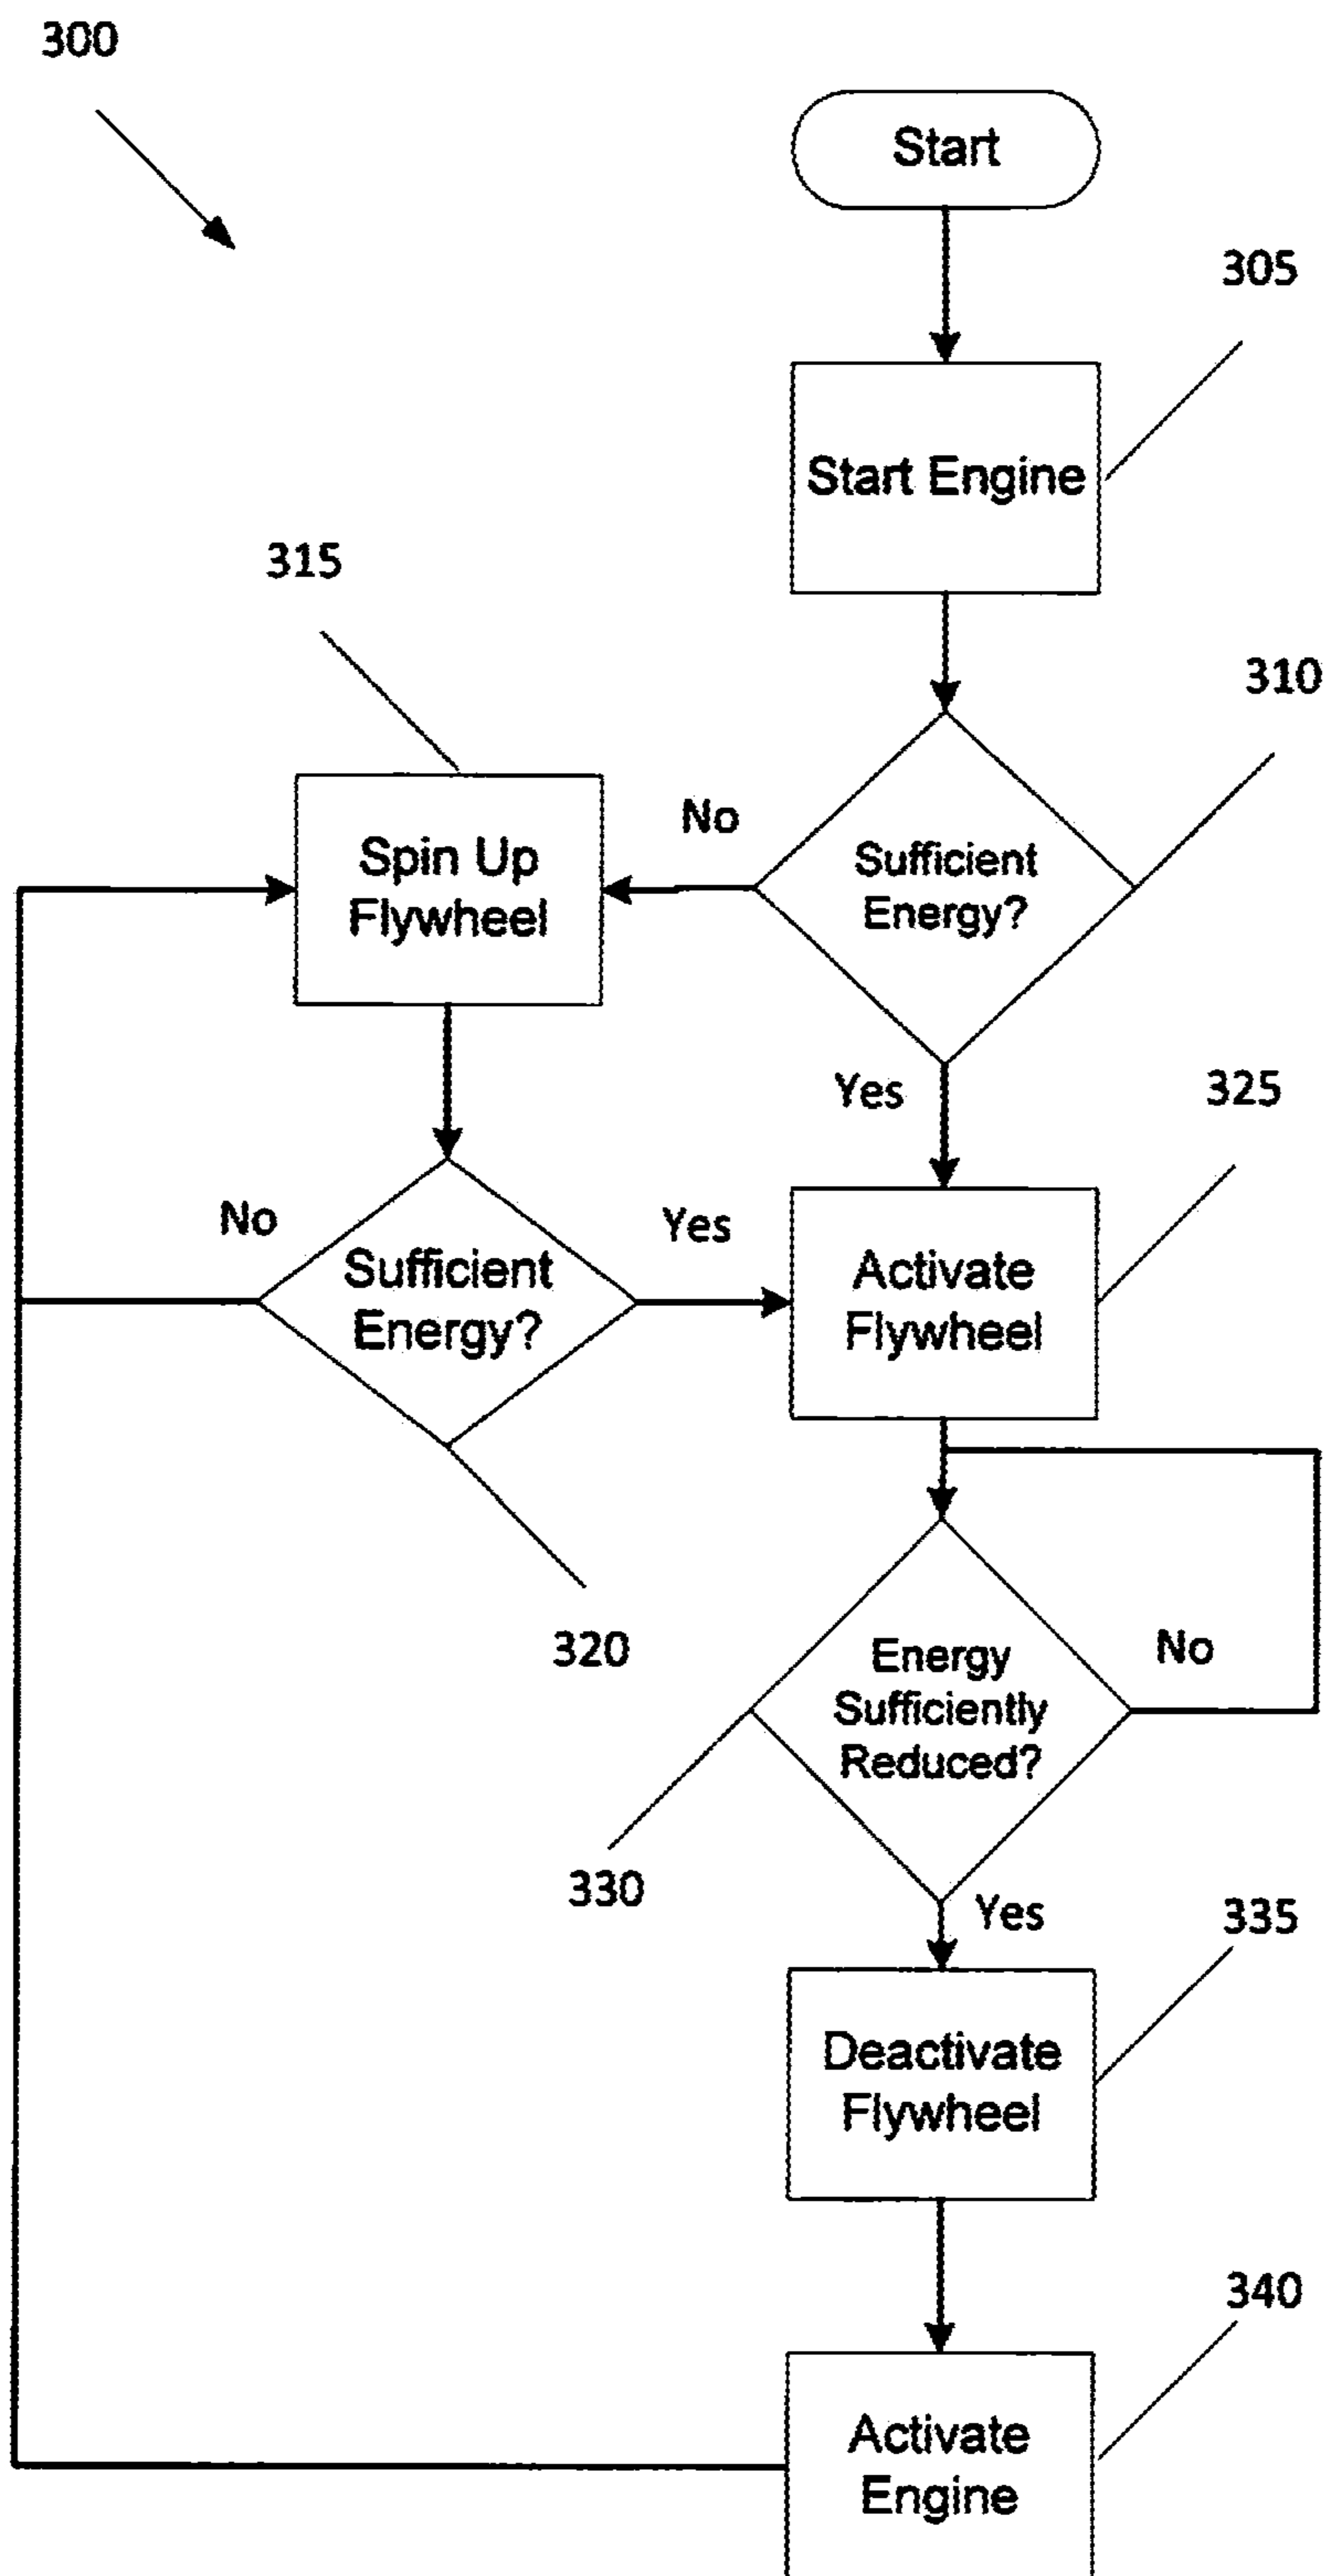 300
Start
305
Start Engine
315
310
No
Spin Up
Flywheel
Sufficient
Energy?
Yes
325
No
Sufficient
Energy?
Yes
Activate
Flywheel
320
Energy
Sufficiently
Reduced?
No
330
Yes
335
Deactivate
Flywheel
340
Activate
Engine